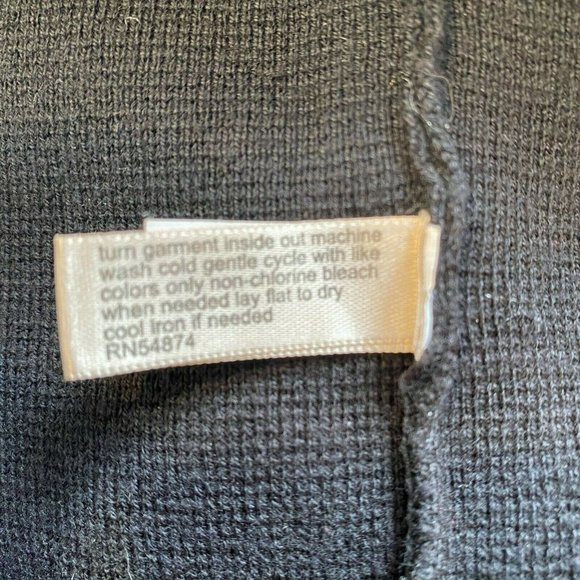 turn garment inside out machine
wash cold gentle cycle with like
colors only non-chlorine bleach
when needed lay flat to dry
cool iron if needed
RN54874